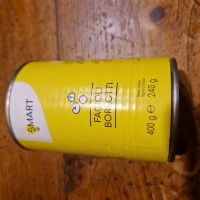 SMART
FAGIOLI
BORLOTTI
400 g e 240 g